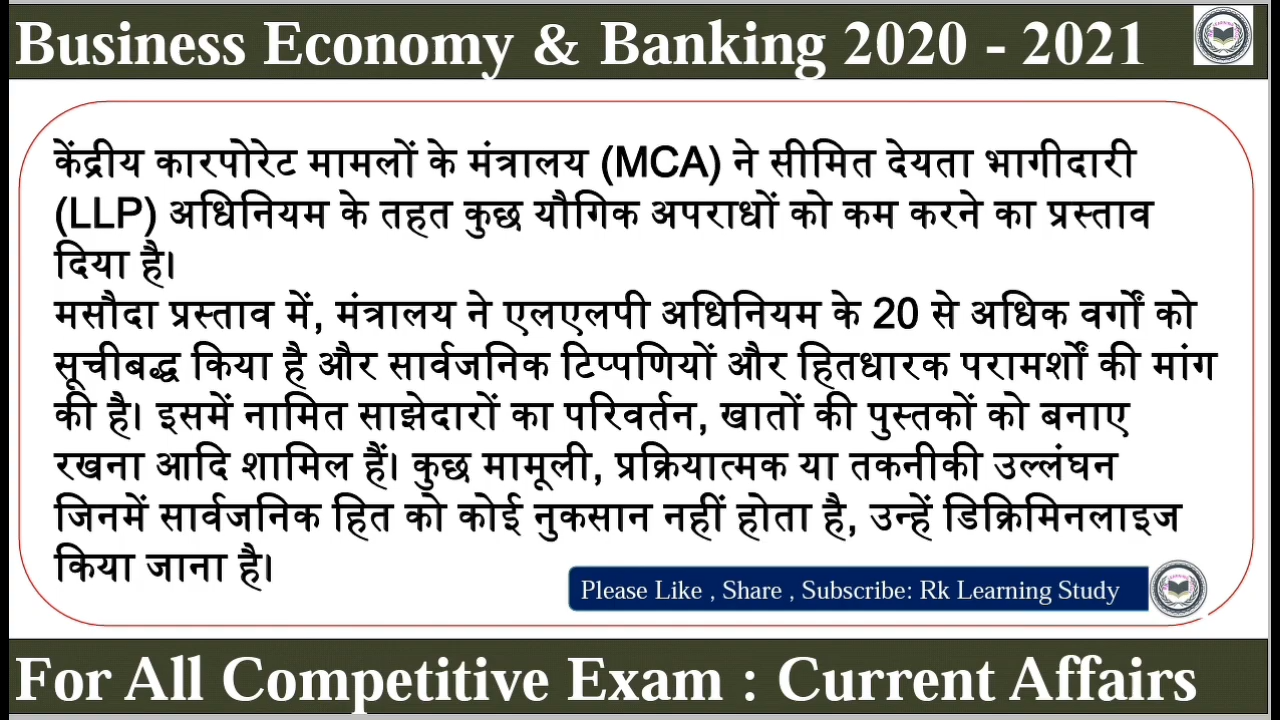 Business Economy & Banking 2020 - 2021
केंद्रीय कारपोरेट मामलों के मंत्रालय (MCA) ने सीमित देयता भागीदारी
(LLP) अधिनियम के तहत कुछ यौगिक अपराधों को कम करने का प्रस्ताव
दिया है।
मसौदा प्रस्ताव में, मंत्रालय ने एलएलपी अधिनियम के 20 से अधिक वर्गों को
सूचीबद्ध किया है और सार्वजनिक टिप्पणियों और हितधारक परामर्शों की मांग
की है। इसमें नामित साझेदारों का परिवर्तन, खातों की पुस्तकों को बनाए
रखना आदि शामिल हैं। कुछ मामूली, प्रक्रियात्मक या तकनीकी उल्लंघन
जिनमें सार्वजनिक हित को कोई नुकसान नहीं होता है, उन्हें डिक्रिमिनलाइज
किया जाना है।
Please Like , Share , Subscribe: Rk Learning Study
For All Competitive Exam : Current Affairs